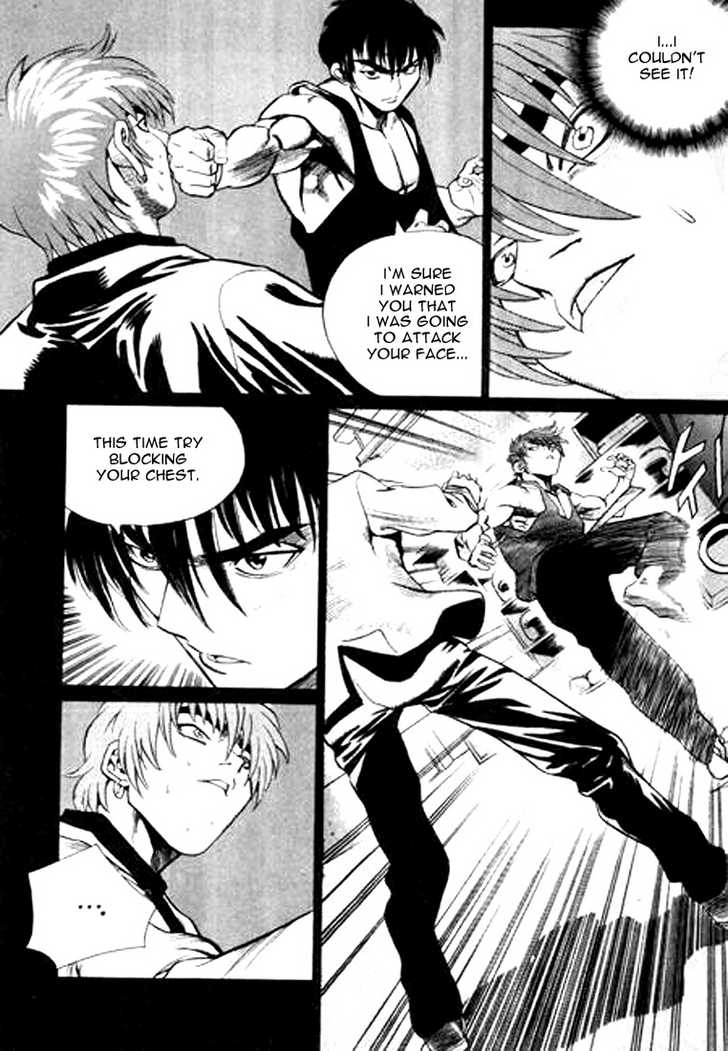 I'M SURE
I WARNED
YOU THAT
I WAS GOING
TO ATTACK
YOUR FACE...
I...I
COULDN'T
SEE IT!
THIS TIME TRY
BLOCKING
YOUR CHEST.
...